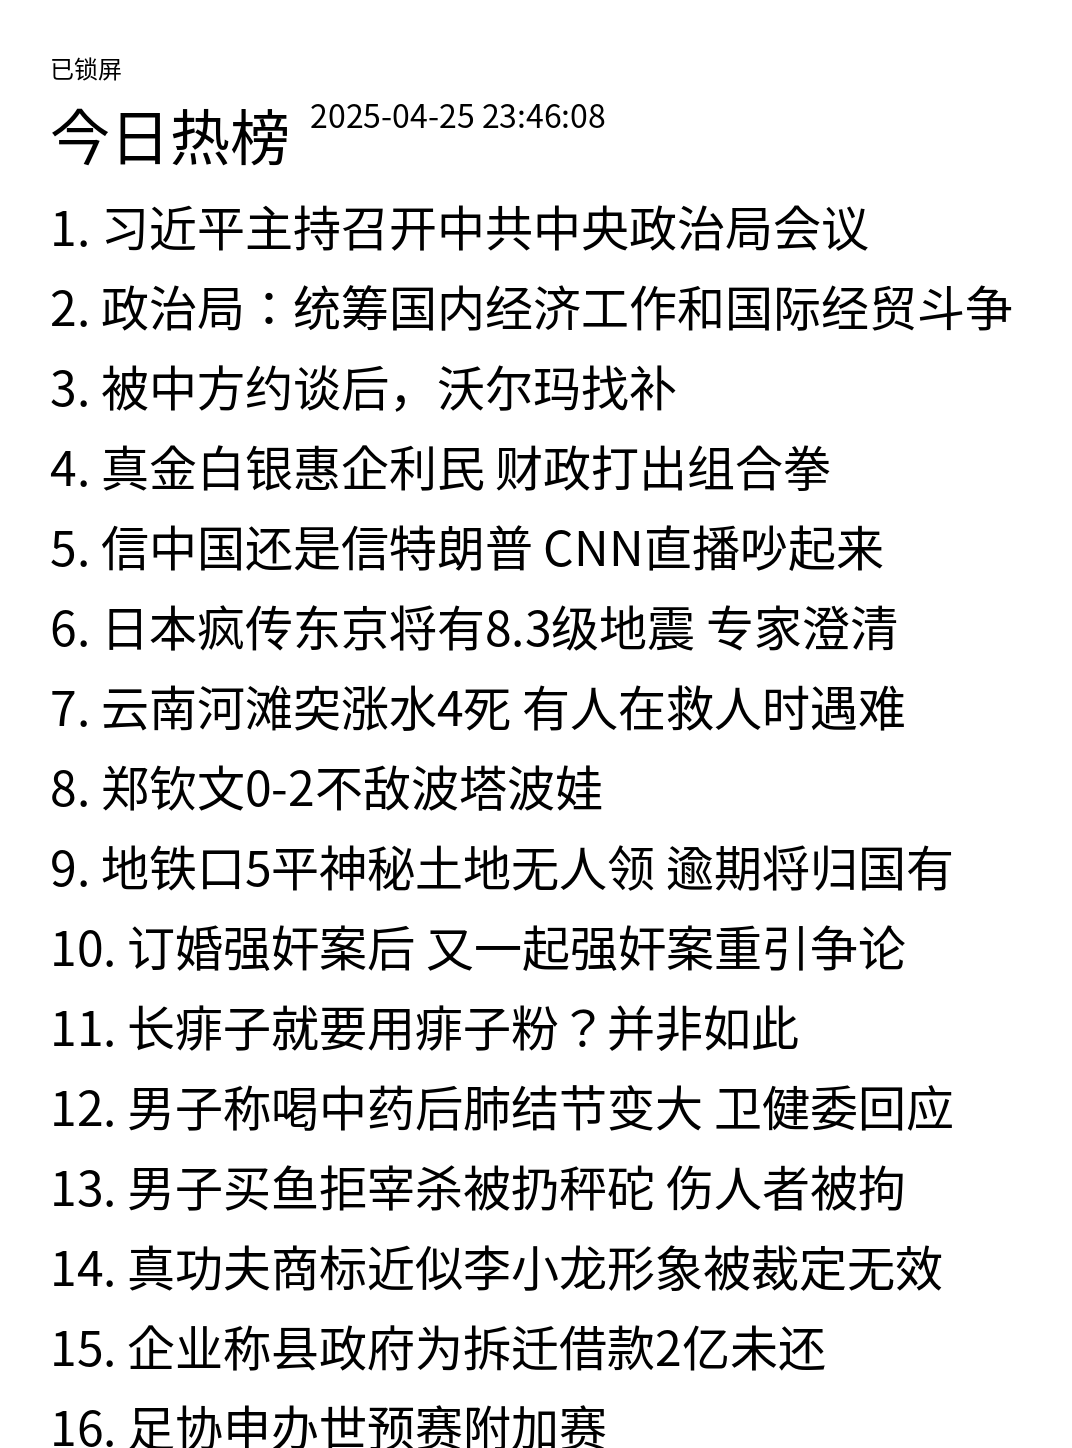 已锁屏
今日热榜 2025-04-25 23:46:08
1. 习近平主持召开中共中央政治局会议
2. 政治局：统筹国内经济工作和国际经贸斗争
3. 被中方约谈后，沃尔玛找补
4. 真金白银惠企利民 财政打出组合拳
5. 信中国还是信特朗普 CNN直播吵起来
6. 日本疯传东京将有8.3级地震 专家澄清
7. 云南河滩突涨水4死 有人在救人时遇难
8. 郑钦文0-2不敌波塔波娃
9. 地铁口5平神秘土地无人领 逾期将归国有
10. 订婚强奸案后 又一起强奸案重引争论
11. 长痱子就要用痱子粉？并非如此
12. 男子称喝中药后肺结节变大 卫健委回应
13. 男子买鱼拒宰杀被扔秤砣 伤人者被拘
14. 真功夫商标近似李小龙形象被裁定无效
15. 企业称县政府为拆迁借款2亿未还
16. 足协申办世预赛附加赛